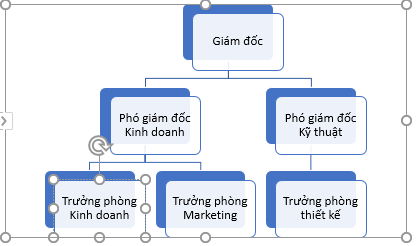 Giám đốc
Phó giám đốc
Kinh doanh
Phó giám đốc
Kỹ thuật
Trưởng phòng
Kinh doanh
Trưởng phòng
Marketing
Trưởng phòng
thiết kế